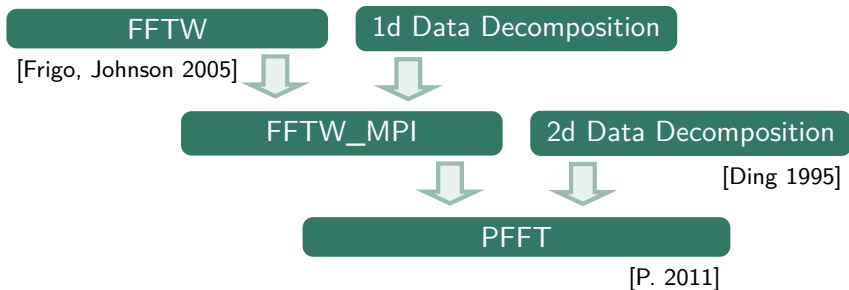 FFTW
1d Data Decomposition
[Frigo, Johnson 2005]
FFTW_MPI
2d Data Decomposition
[Ding 1995]
PFFT
[P. 2011]